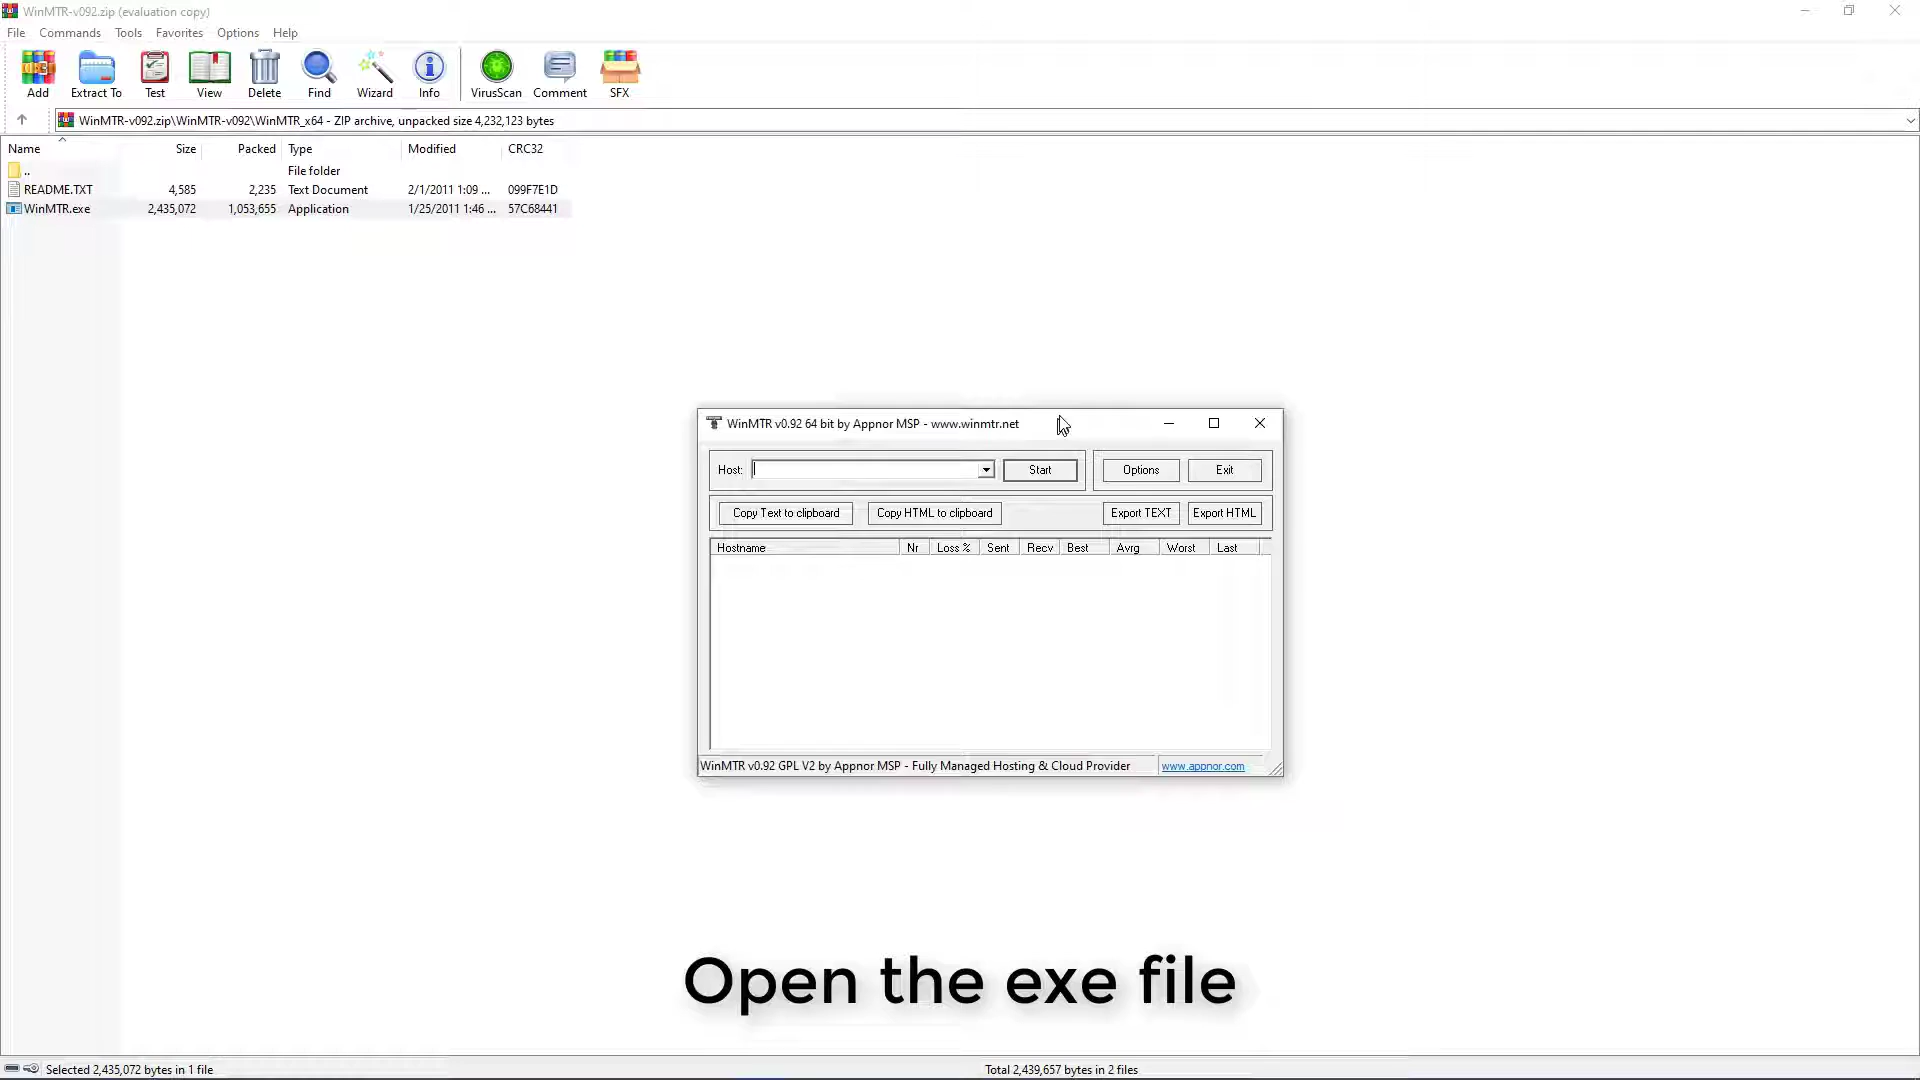 WinMTR-v092.zip (evaluation copy)
File Commands Tools Favorites Options Help
Add Extract To Test View Delete Find Wizard Info VirusScan Comment SFX
WinMTR-v092.zip\WinMTR-v092\WinMTR_x64 - ZIP archive, unpacked size 4,232,123 bytes
Name Size Packed Type Modified CRC32
.. File folder
README.TXT 4,585 2,235 Text Document 2/1/2011 1:09 ... 099F7E1D
WinMTR.exe 2,435,072 1,053,655 Application 1/25/2011 1:46 ... 57C68441
WinMTR v0.92 64 bit by Appnor MSP - www.winmtr.net
Host: Start Options Exit
Copy Text to clipboard Copy HTML to clipboard Export TEXT Export HTML
Hostname Nr Loss % Sent Recv Best Avrg Worst Last
WinMTR v0.92 GPL V2 by Appnor MSP - Fully Managed Hosting & Cloud Provider www.appnor.com
Open the exe file
Selected 2,435,072 bytes in 1 file Total 2,439,657 bytes in 2 files